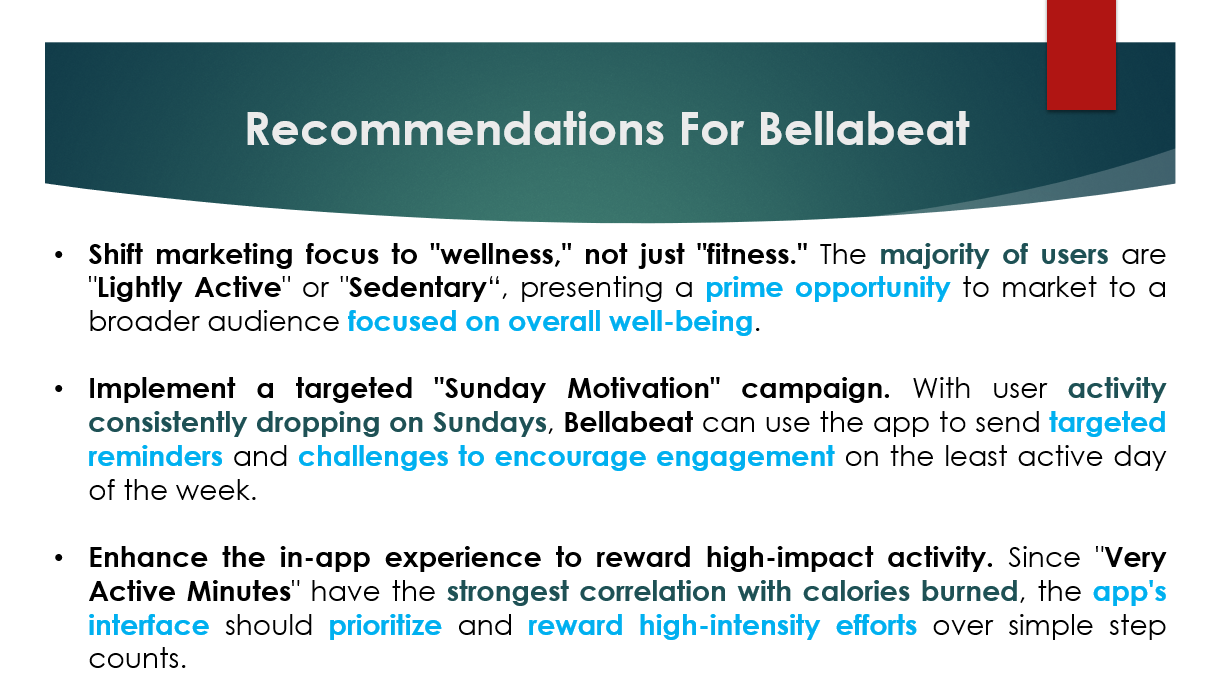 Recommendations For Bellabeat
• Shift marketing focus to "wellness," not just "fitness." The majority of users are
"Lightly Active" or "Sedentary“, presenting a prime opportunity to market to a
broader audience focused on overall well-being.
• Implement a targeted "Sunday Motivation" campaign. With user activity
consistently dropping on Sundays, Bellabeat can use the app to send targeted
reminders and challenges to encourage engagement on the least active day
of the week.
• Enhance the in-app experience to reward high-impact activity. Since "Very
Active Minutes" have the strongest correlation with calories burned, the app's
interface should prioritize and reward high-intensity efforts over simple step
counts.